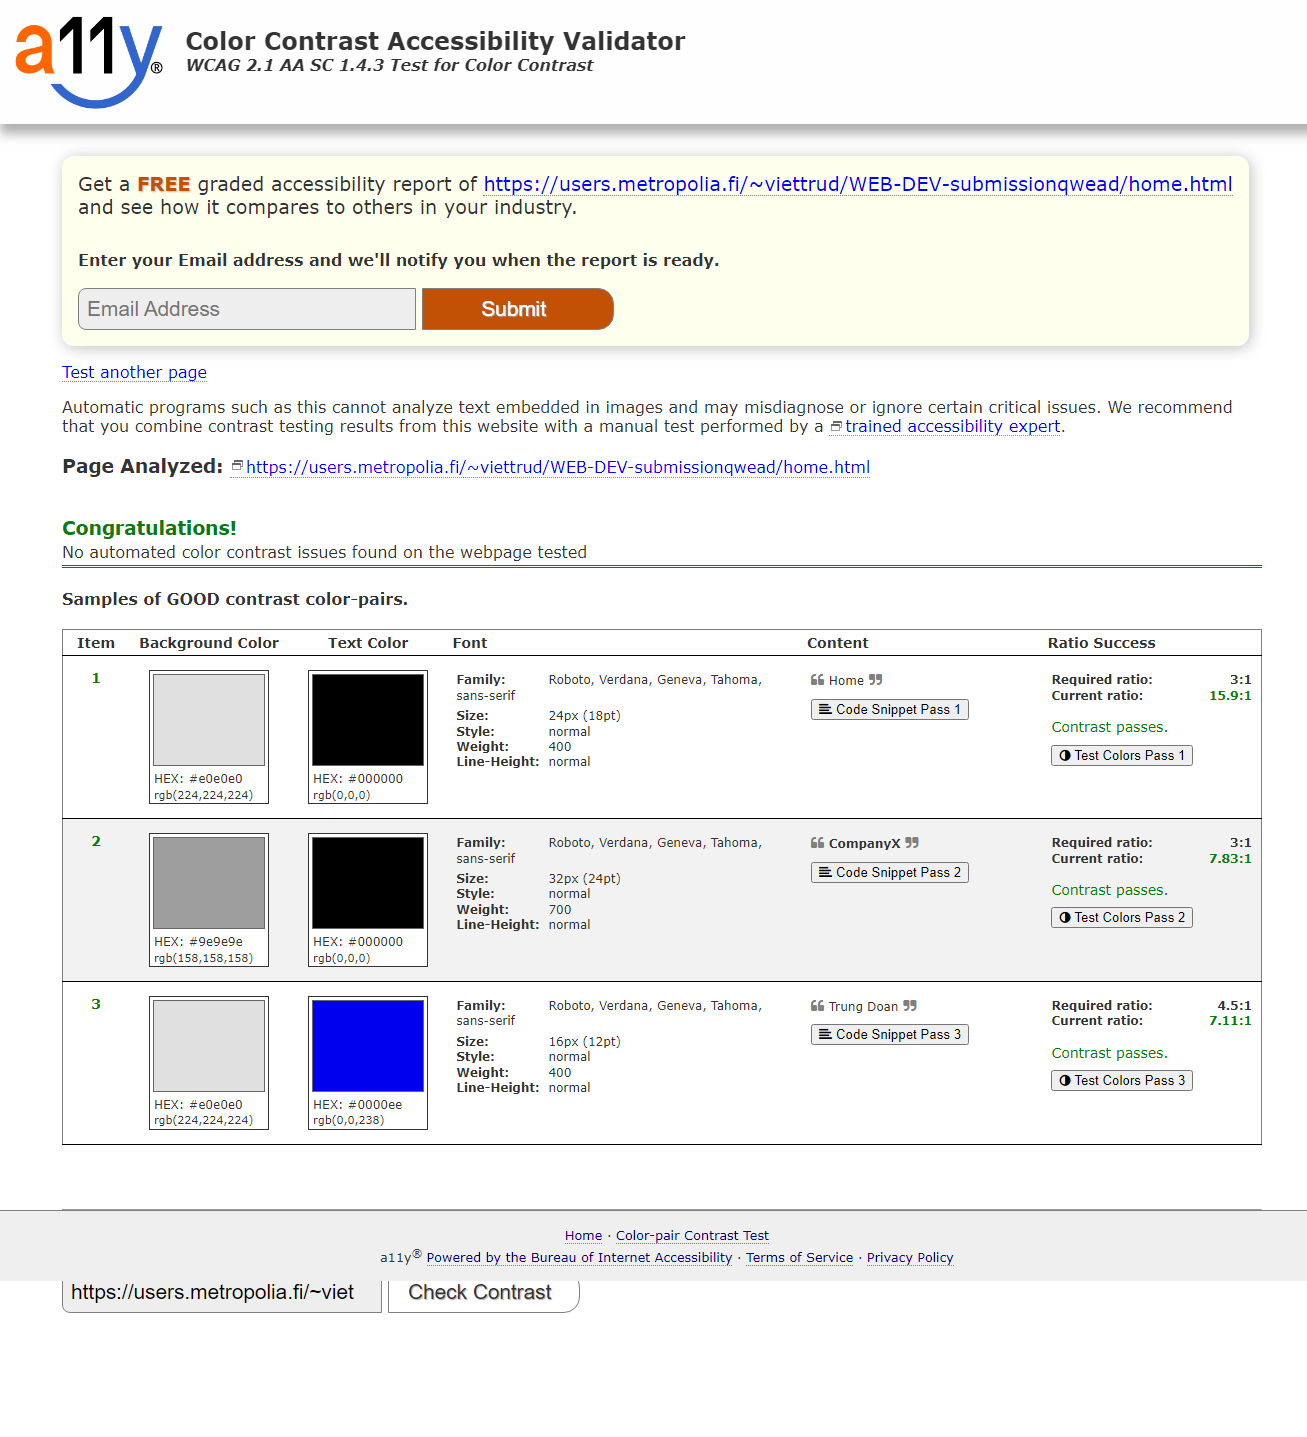 a11y®
Color Contrast Accessibility Validator
WCAG 2.1 AA SC 1.4.3 Test for Color Contrast
Get a FREE graded accessibility report of https://users.metropolia.fi/~viettrud/WEB-DEV-submissionqwead/home.html
and see how it compares to others in your industry.
Enter your Email address and we'll notify you when the report is ready.
Email Address Submit
Test another page
Automatic programs such as this cannot analyze text embedded in images and may misdiagnose or ignore certain critical issues. We recommend
that you combine contrast testing results from this website with a manual test performed by a trained accessibility expert.
Page Analyzed: https://users.metropolia.fi/~viettrud/WEB-DEV-submissionqwead/home.html
Congratulations!
No automated color contrast issues found on the webpage tested
Samples of GOOD contrast color-pairs.
Item Background Color Text Color Font Content Ratio Success
1
HEX: #e0e0e0
rgb(224,224,224)
HEX: #000000
rgb(0,0,0)
Family: Roboto, Verdana, Geneva, Tahoma,
sans-serif
Size: 24px (18pt)
Style: normal
Weight: 400
Line-Height: normal
❝ Home ❞
Code Snippet Pass 1
Required ratio: 3:1
Current ratio: 15.9:1
Contrast passes.
Test Colors Pass 1
2
HEX: #9e9e9e
rgb(158,158,158)
HEX: #000000
rgb(0,0,0)
Family: Roboto, Verdana, Geneva, Tahoma,
sans-serif
Size: 32px (24pt)
Style: normal
Weight: 700
Line-Height: normal
❝ CompanyX ❞
Code Snippet Pass 2
Required ratio: 3:1
Current ratio: 7.83:1
Contrast passes.
Test Colors Pass 2
3
HEX: #e0e0e0
rgb(224,224,224)
HEX: #0000ee
rgb(0,0,238)
Family: Roboto, Verdana, Geneva, Tahoma,
sans-serif
Size: 16px (12pt)
Style: normal
Weight: 400
Line-Height: normal
❝ Trung Doan ❞
Code Snippet Pass 3
Required ratio: 4.5:1
Current ratio: 7.11:1
Contrast passes.
Test Colors Pass 3
Home · Color-pair Contrast Test
a11y® Powered by the Bureau of Internet Accessibility · Terms of Service · Privacy Policy
https://users.metropolia.fi/~viet Check Contrast